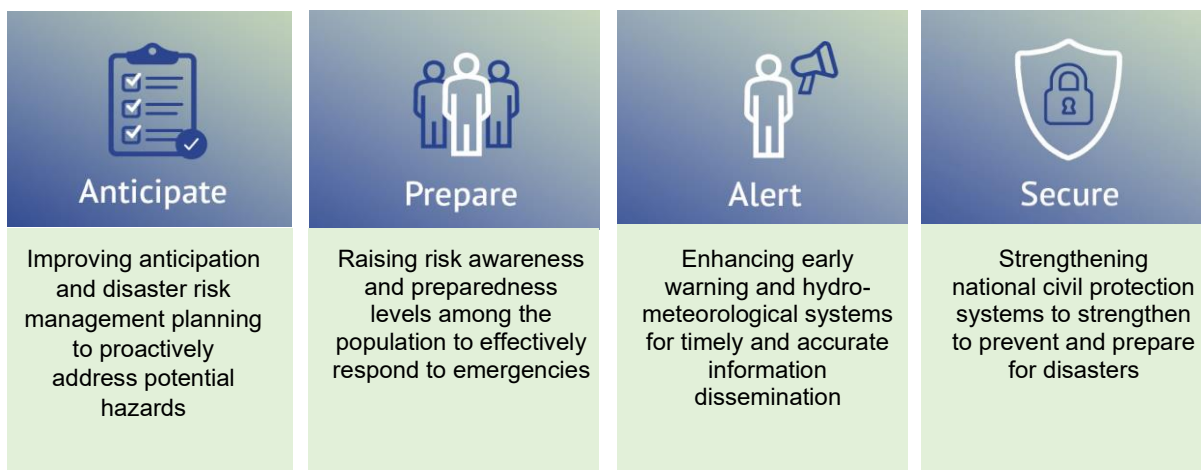 Anticipate
Improving anticipation
and disaster risk
management planning
to proactively
address potential
hazards
Prepare
Raising risk awareness
and preparedness
levels among the
population to effectively
respond to emergencies
Alert
Enhancing early
warning and hydro-
meteorological systems
for timely and accurate
information
dissemination
Secure
Strengthening
national civil protection
systems to strengthen
to prevent and prepare
for disasters